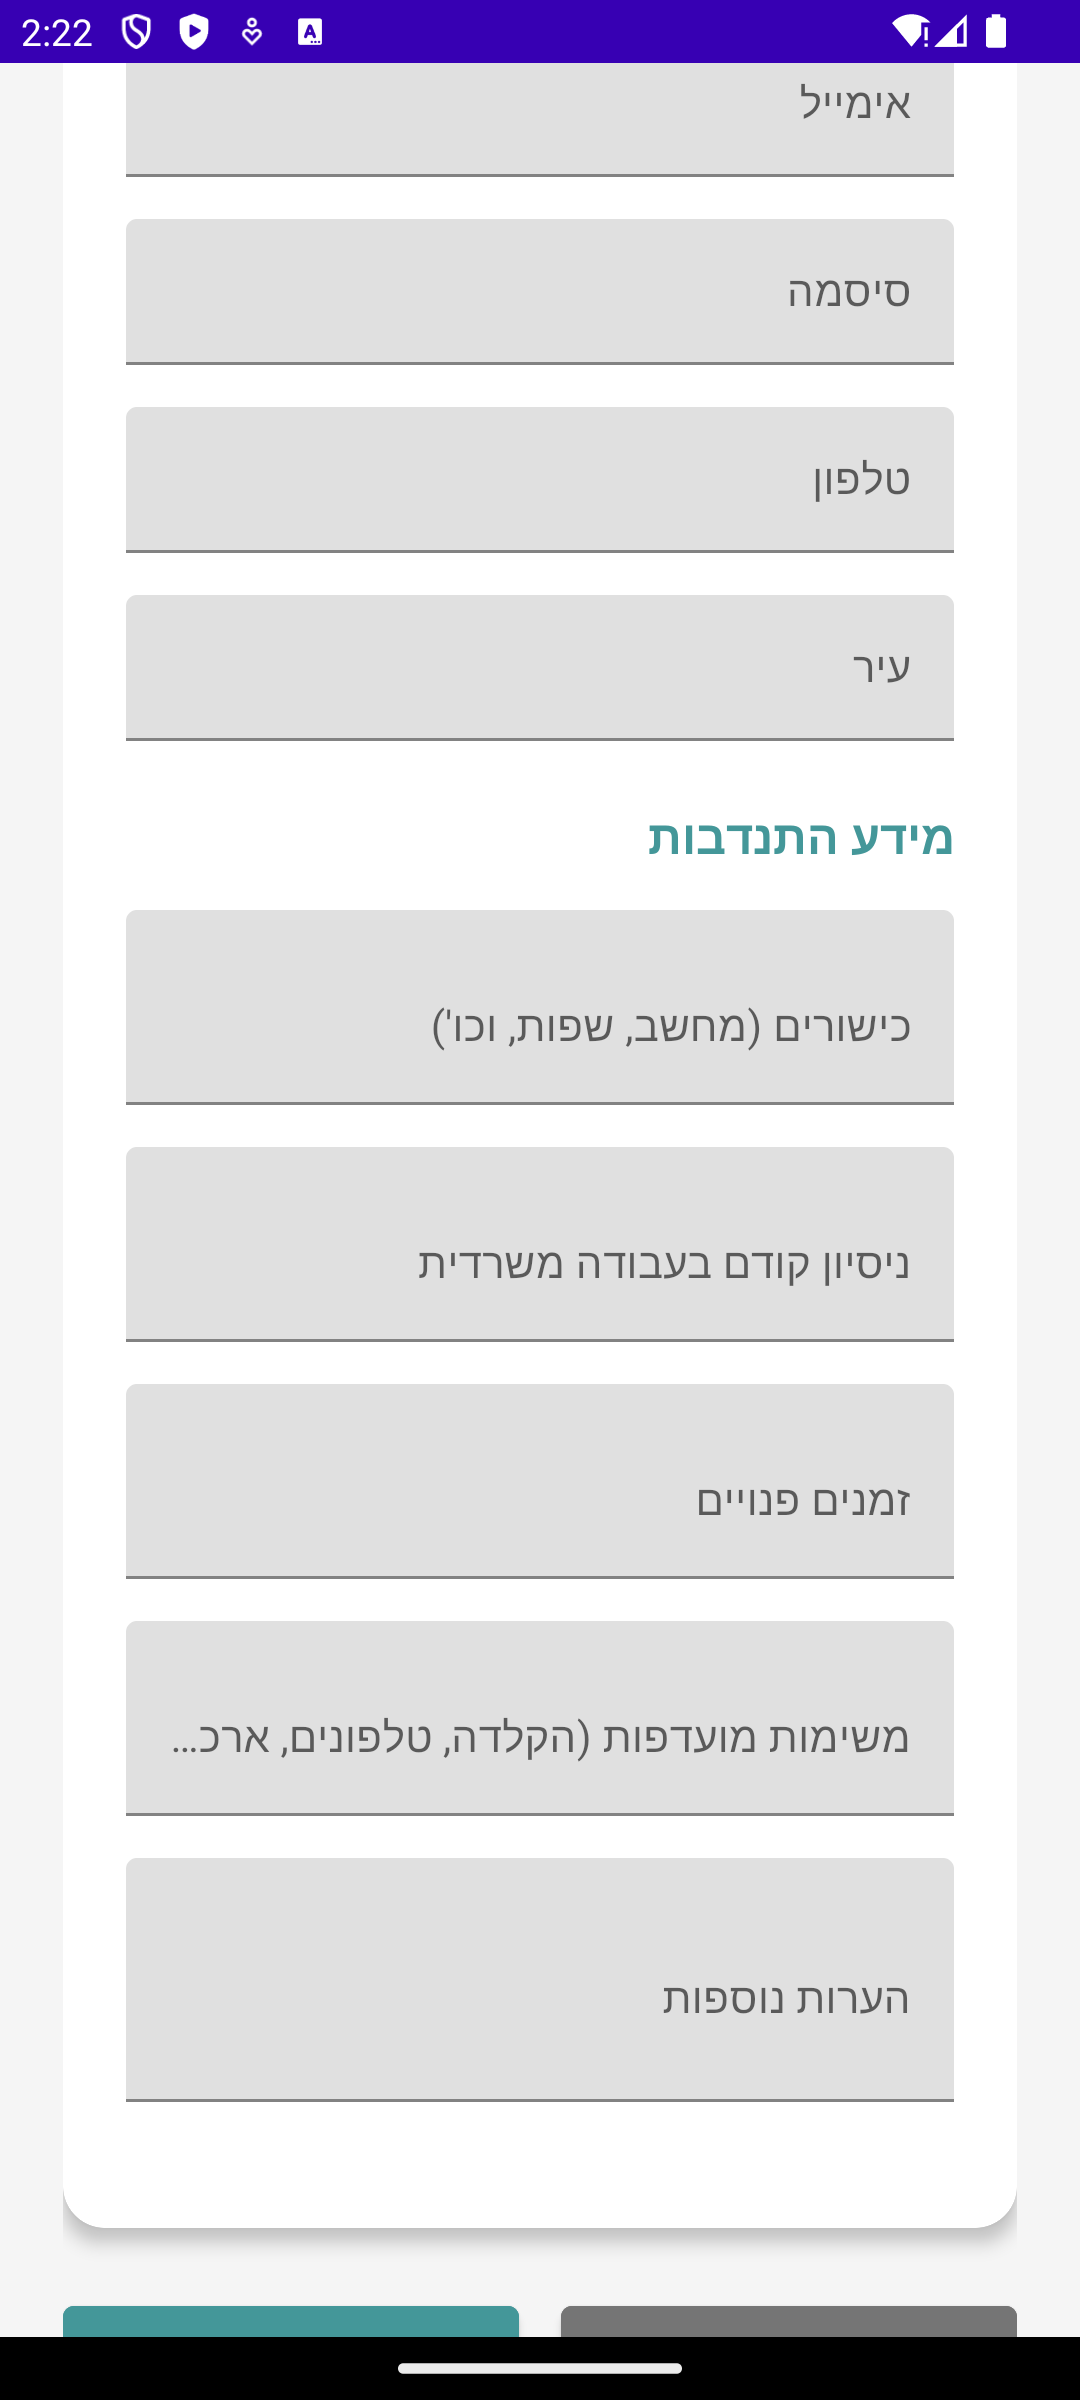 2:22
אימייל
סיסמה
טלפון
עיר
מידע התנדבות
כישורים (מחשב, שפות, וכו')
ניסיון קודם בעבודה משרדית
זמנים פנויים
משימות מועדפות (הקלדה, טלפונים, ארכ...
הערות נוספות